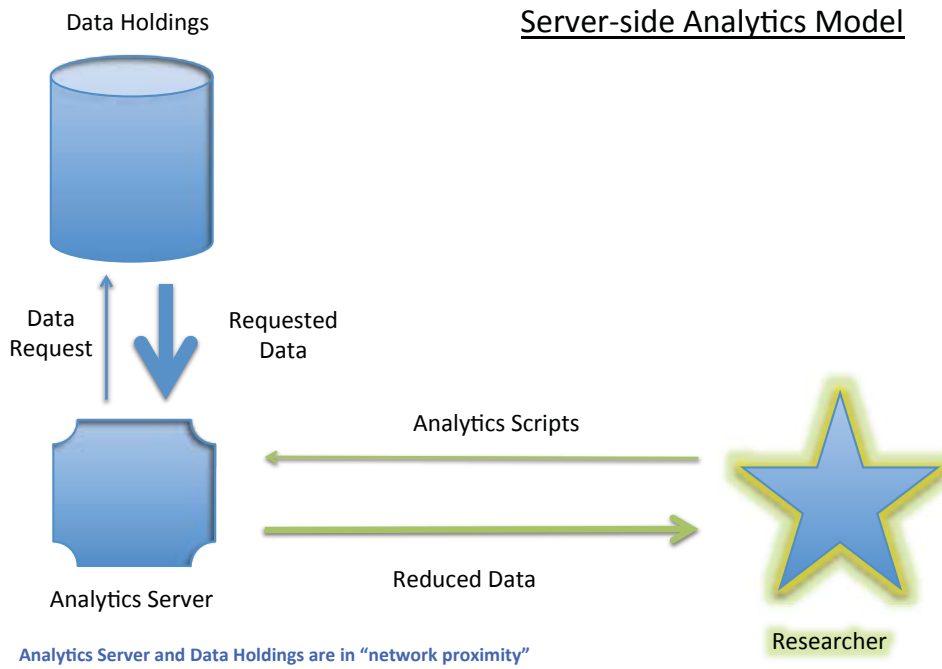 Data Holdings
Server-side Analytics Model
Data
Request
Requested
Data
Analytics Scripts
Reduced Data
Analytics Server
Researcher
Analytics Server and Data Holdings are in “network proximity”